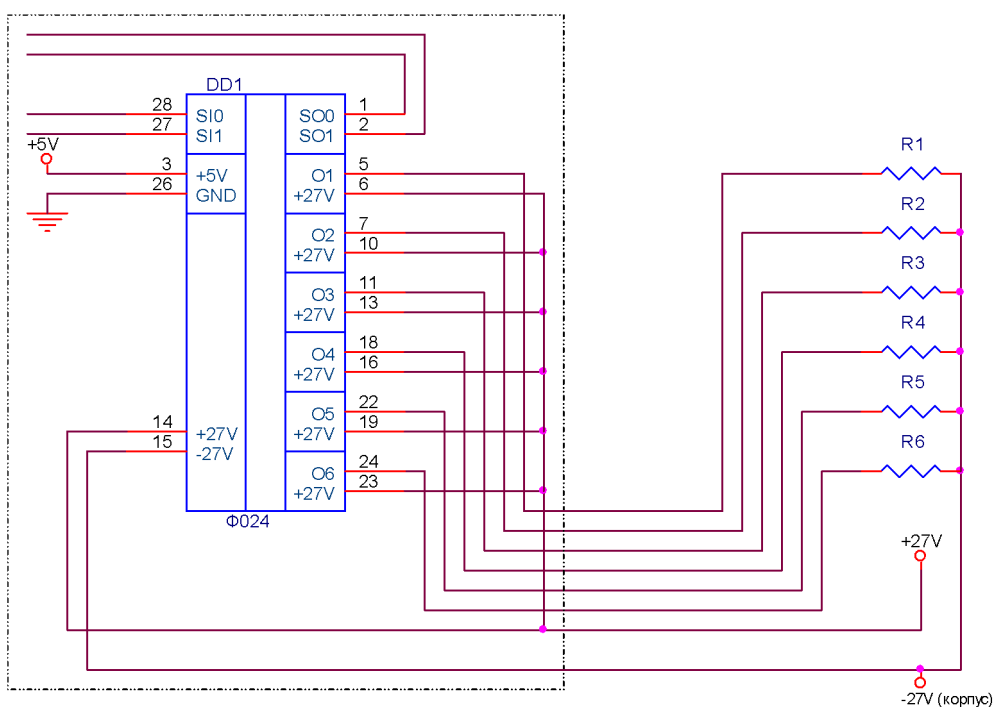 DD1
28 SI0 SO0 1
27 SI1 SO1 2
+5V
3 +5V O1 5
26 GND +27V 6
O2 7
+27V 10
O3 11
+27V 13
O4 18
+27V 16
O5 22
14 +27V +27V 19
15 -27V
O6 24
+27V 23
Ф024
R1
R2
R3
R4
R5
R6
+27V
-27V (корпус)